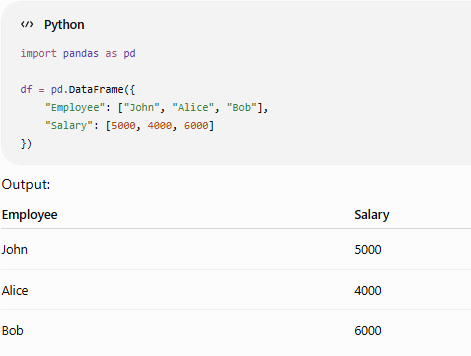 Python
import pandas as pd
df = pd.DataFrame({
"Employee": ["John", "Alice", "Bob"],
"Salary": [5000, 4000, 6000]
})
Output:
Employee Salary
John 5000
Alice 4000
Bob 6000